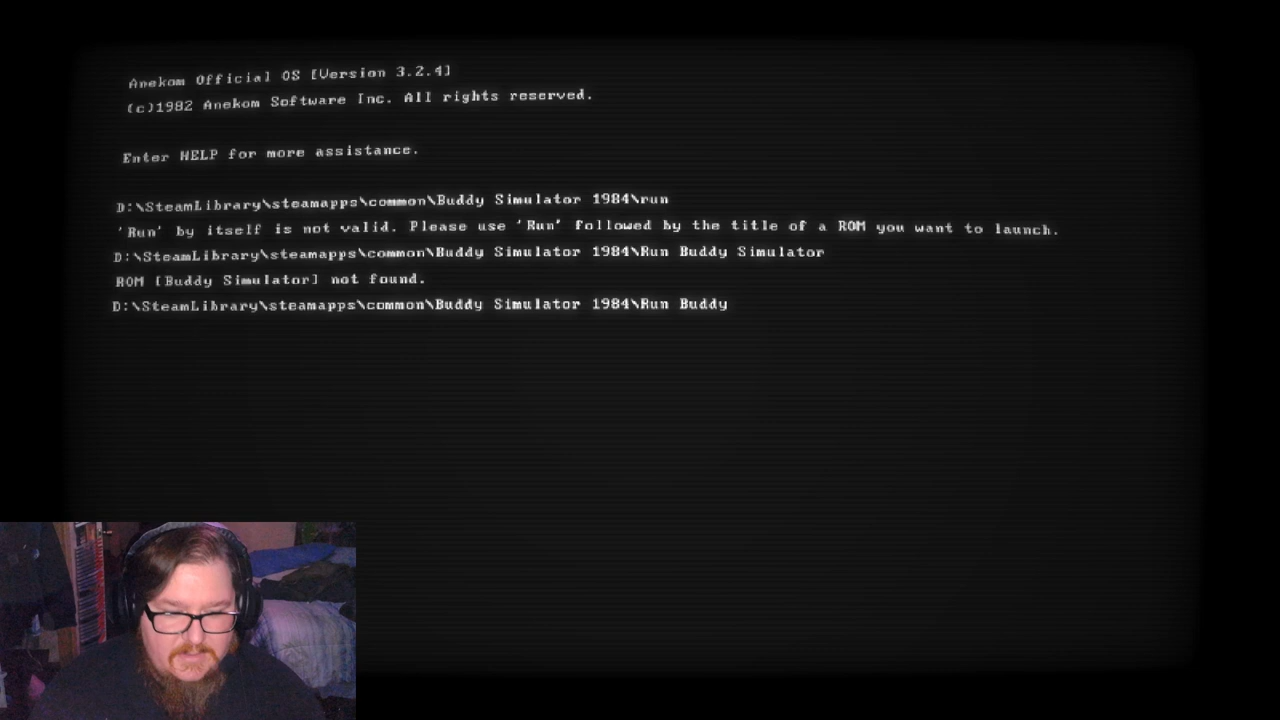 Anekom Official OS [Version 3.2.4]
(c)1982 Anekom Software Inc. All rights reserved.
Enter HELP for more assistance.
D:\SteamLibrary\steamapps\common\Buddy Simulator 1984\run
'Run' by itself is not valid. Please use 'Run' followed by the title of a ROM you want to launch.
D:\SteamLibrary\steamapps\common\Buddy Simulator 1984\Run Buddy Simulator
ROM [Buddy Simulator] not found.
D:\SteamLibrary\steamapps\common\Buddy Simulator 1984\Run Buddy